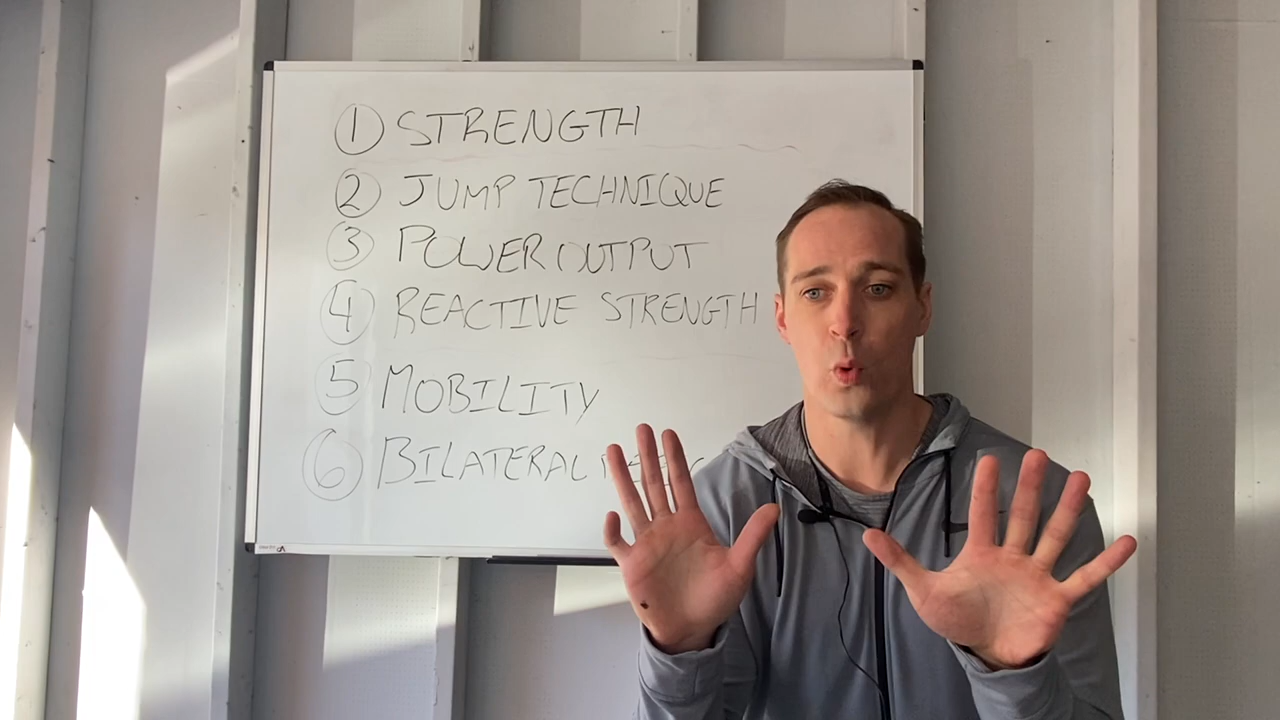 ① STRENGTH
② JUMP TECHNIQUE
③ POWER OUTPUT
④ REACTIVE STRENGTH
⑤ MOBILITY
⑥ BILATERAL